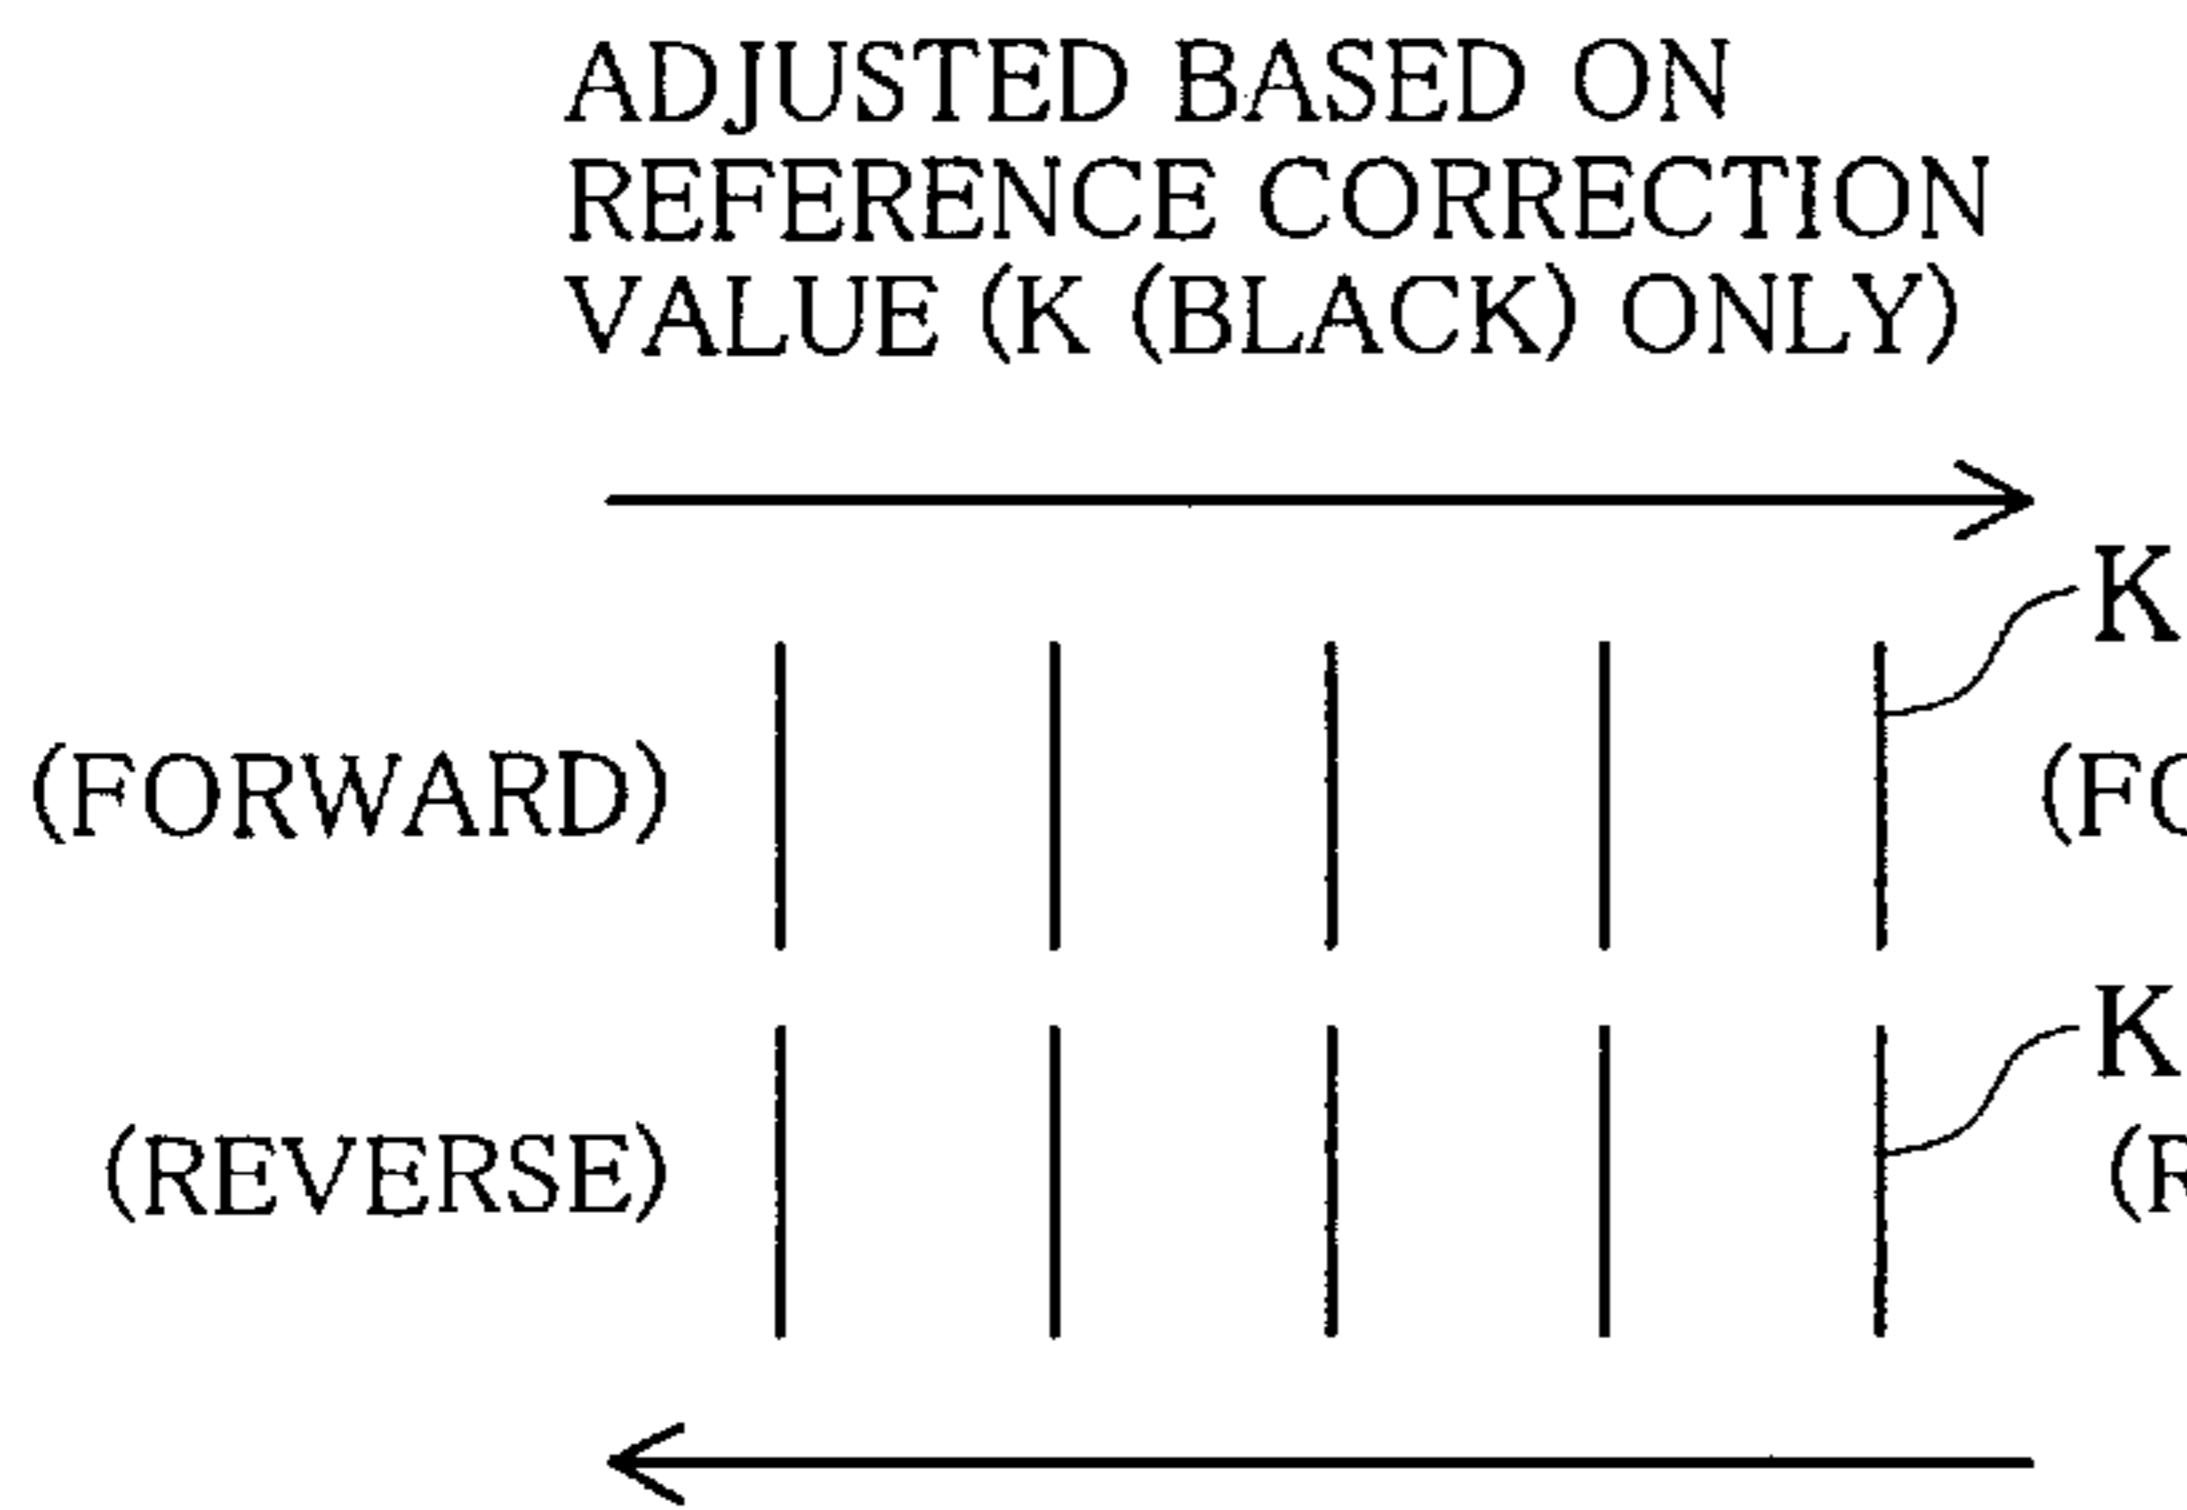 ADJUSTED BASED ON
REFERENCE CORRECTION
VALUE (K (BLACK) ONLY)
K
(FORWARD)
K
(REVERSE)